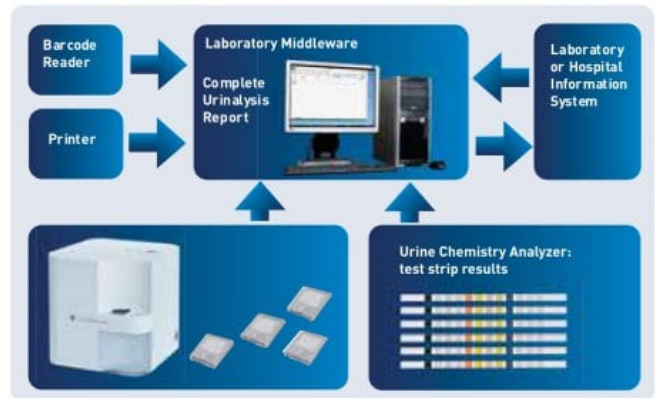 Barcode
Reader
Laboratory Middleware
Complete
Urinalysis
Report
Laboratory
or Hospital
Information
System
Printer
Urine Chemistry Analyzer:
test strip results